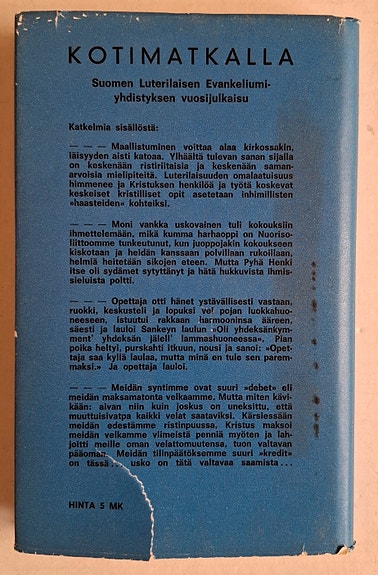 KOTIMATKALLA
Suomen Luterilaisen Evankeliumi-
yhdistyksen vuosijulkaisu
Katkelmia sisällöstä:
— — — Maallistuminen voittaa alaa kirkossakin,
läisyyden aisti katoaa. Ylhäältä tulevan sanan sijalla
on keskenään ristiriitaisia ja keskenään saman-
arvoisia mielipiteitä. Luterilaisuuden omalaatuisuus
himmenee ja Kristuksen henkilöä ja työtä koskevat
keskeiset kristilliset opit asetetaan inhimillisten
»haasteiden» kohteiksi.
— — — Moni vankka uskovainen tuli kokouksiin
ihmettelemään, mikä kumma harhaoppi on Nuoriso-
liittoomme tunkeutunut, kun juoppojakin kokoukseen
kiskotaan ja heidän kanssaan polvillaan rukoillaan,
helmiä heitetään sikojen eteen. Mutta Pyhä Henki
itse oli sydämet sytyttänyt ja hätä hukkuvista ihmis-
sieluista poltti.
— — — Opettaja otti hänet ystävällisesti vastaan,
ruokki, keskusteli ja lopuksi vei pojan luokkahuo-
neeseen, istuutui rakkaan harmooninsa ääreen,
säesti ja lauloi Sankeyn laulun »Oli yhdeksänkym-
ment' yhdeksän jälell' lammashuoneessa». Pian
poika heltyi, purskahti itkuun, nousi ja sanoi: »Opet-
taja saa kyllä laulaa, mutta minä en tule sen parem-
maksi.» Ja opettaja lauloi.
— — — Meidän syntimme ovat suuri »debet» eli
meidän maksamatonta velkaamme. Mutta miten kävi-
kään: aivan niin kuin joskus on uneksittu, että
muuttuisivatpa kaikki velat saataviksi. Kärsiessään
meidän edestämme ristinpuussa, Kristus maksoi
meidän velkamme viimeistä penniä myöten ja lah-
joitti meille oman velattomuutensa, tuon valtavan
pääoman. Meidän tilinpäätöksemme suuri »kredit»
on tässä... usko on tätä valtavaa saamista...
HINTA 5 MK